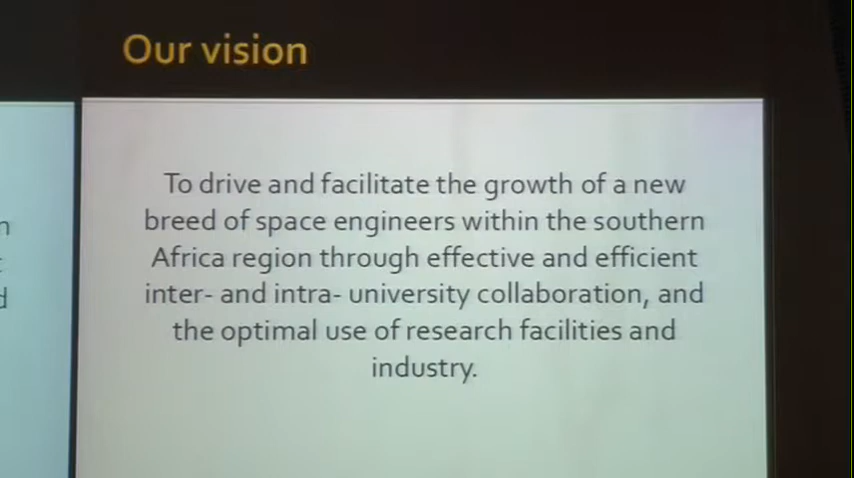 Our vision
To drive and facilitate the growth of a new
breed of space engineers within the southern
Africa region through effective and efficient
inter- and intra- university collaboration, and
the optimal use of research facilities and
industry.